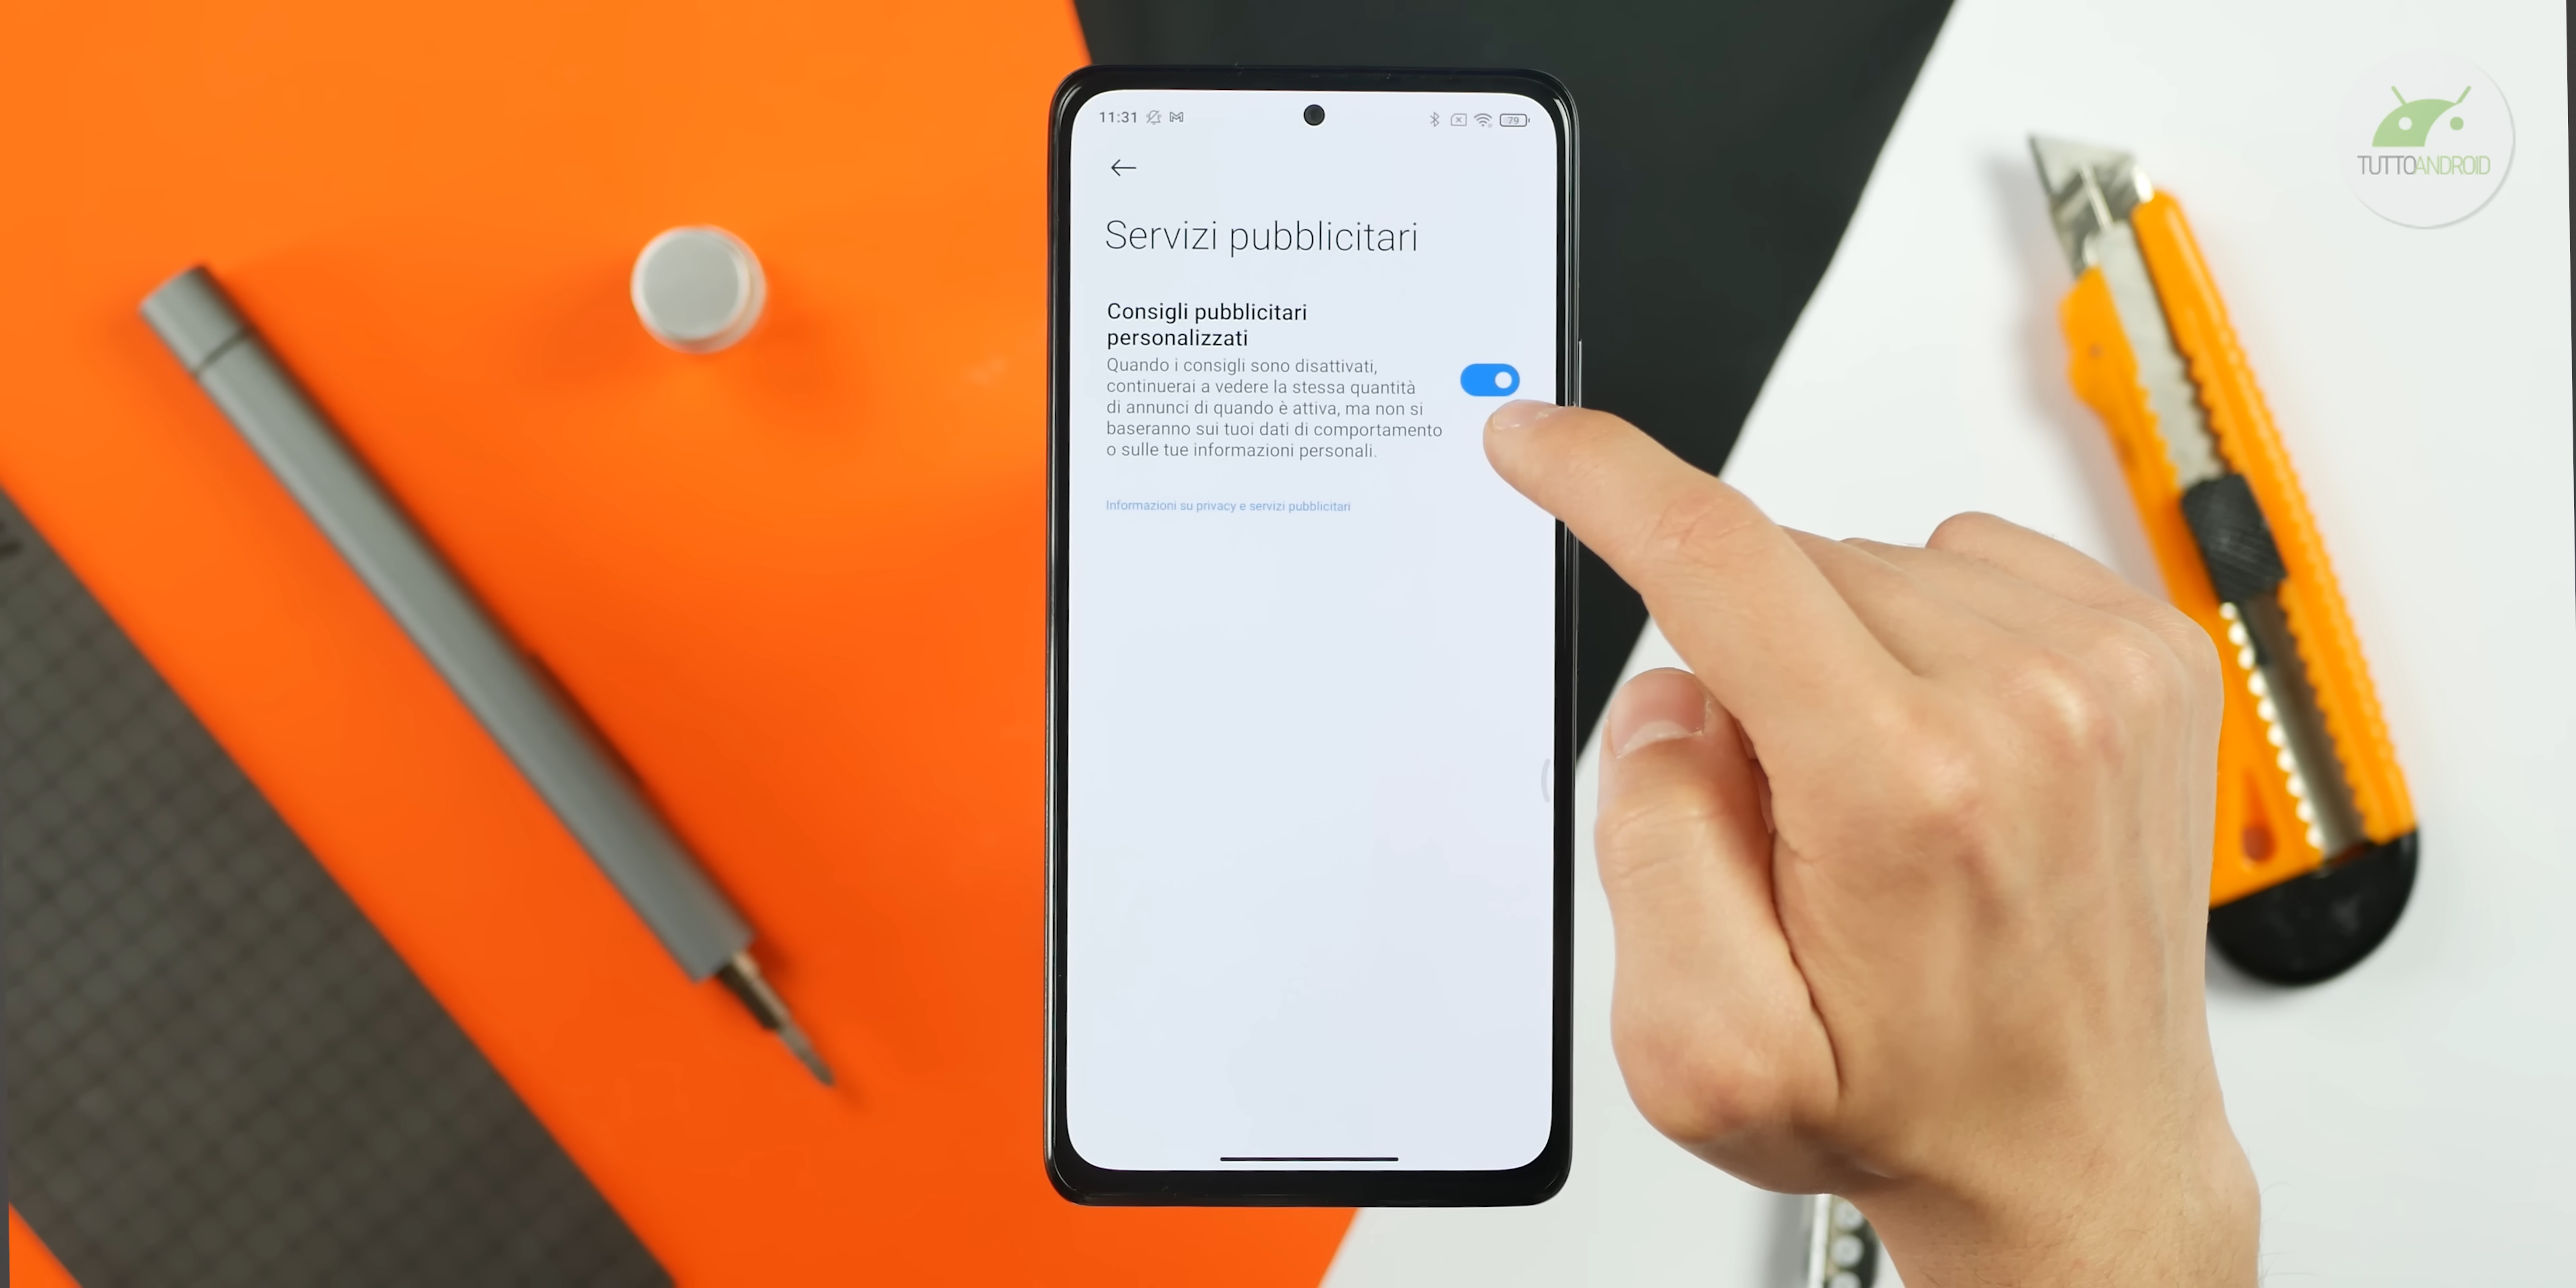 11:31
79
Servizi pubblicitari
Consigli pubblicitari
personalizzati
Quando i consigli sono disattivati,
continuerai a vedere la stessa quantità
di annunci di quando è attiva, ma non si
baseranno sui tuoi dati di comportamento
o sulle tue informazioni personali.
Informazioni su privacy e servizi pubblicitari
TUTTOANDROID